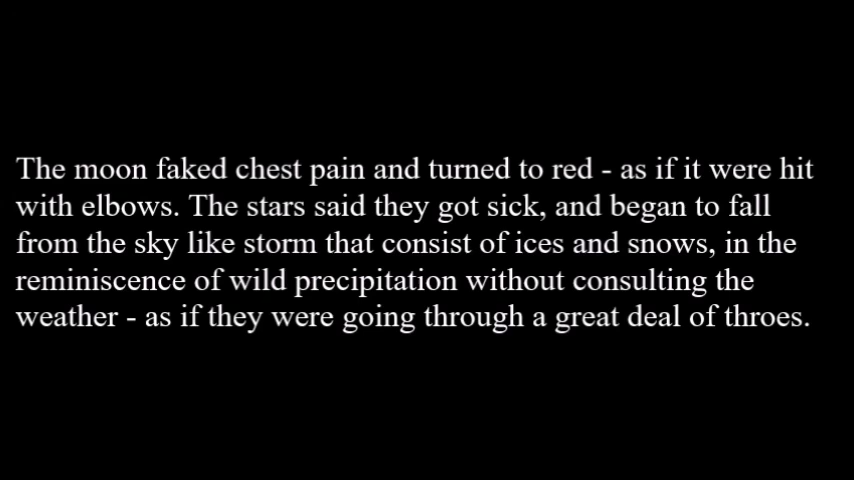 The moon faked chest pain and turned to red - as if it were hit
with elbows. The stars said they got sick, and began to fall
from the sky like storm that consist of ices and snows, in the
reminiscence of wild precipitation without consulting the
weather - as if they were going through a great deal of throes.